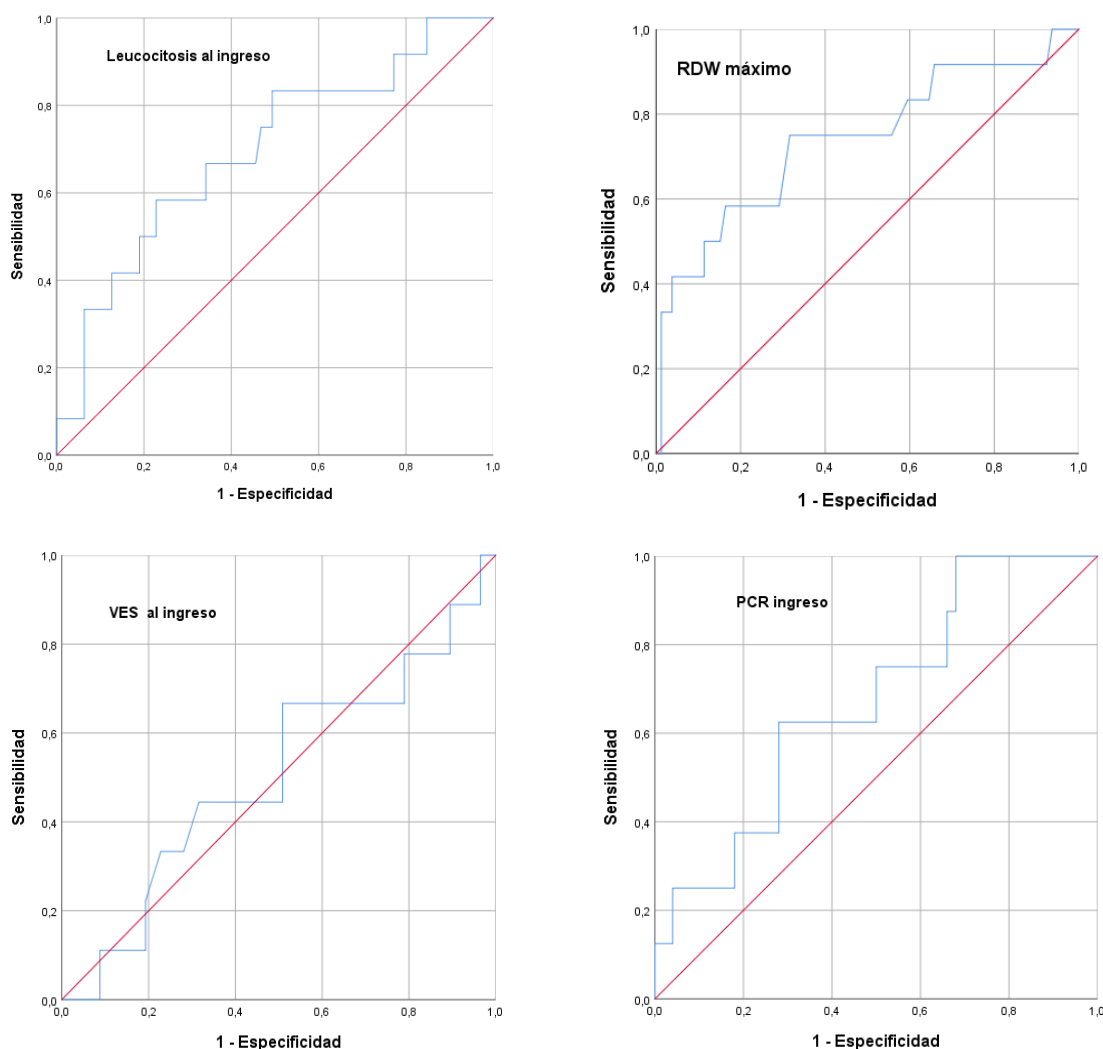 Leucocitosis al ingreso
Sensibilidad
1,0
0,8
0,6
0,4
0,2
0,0
0,0 0,2 0,4 0,6 0,8 1,0
1 - Especificidad
RDW máximo
Sensibilidad
1,0
0,8
0,6
0,4
0,2
0,0
0,0 0,2 0,4 0,6 0,8 1,0
1 - Especificidad
VES al ingreso
Sensibilidad
1,0
0,8
0,6
0,4
0,2
0,0
0,0 0,2 0,4 0,6 0,8 1,0
1 - Especificidad
PCR ingreso
Sensibilidad
1,0
0,8
0,6
0,4
0,2
0,0
0,0 0,2 0,4 0,6 0,8 1,0
1 - Especificidad